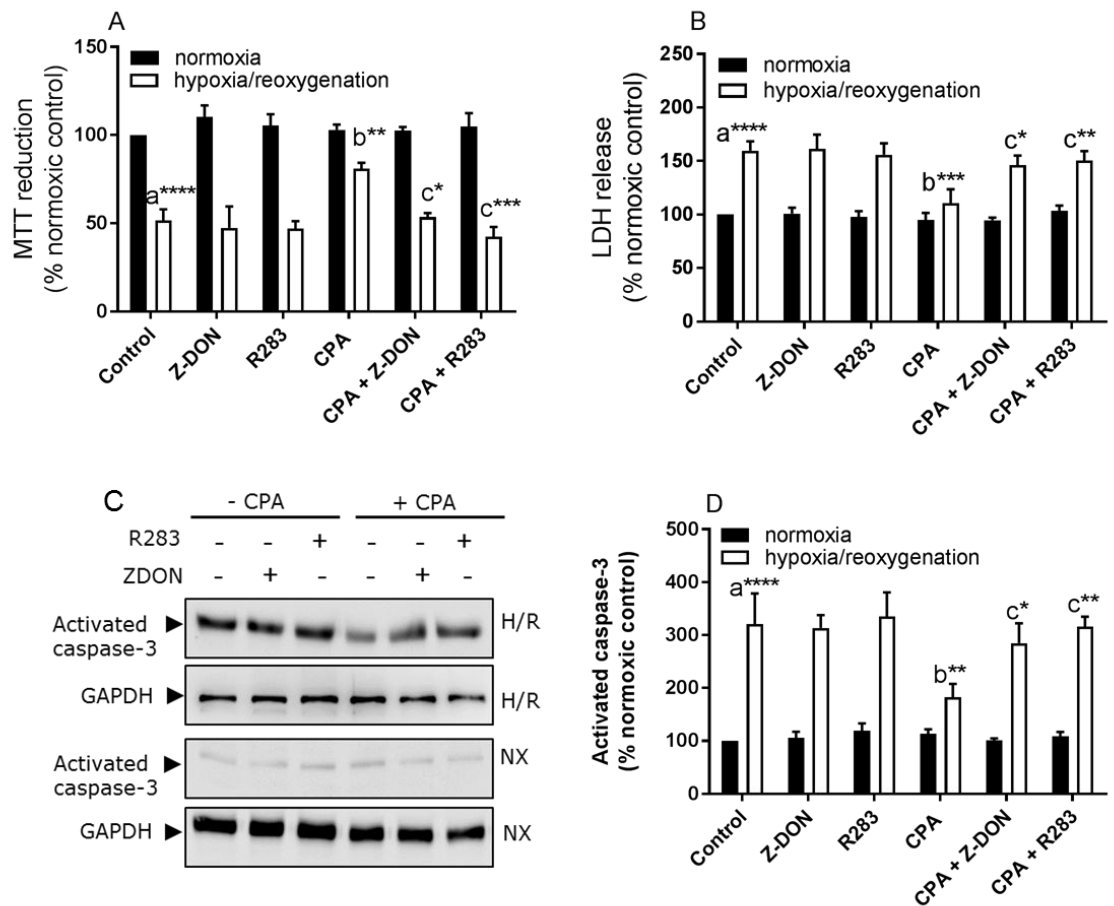 A
150
100
50
0
MTT reduction
(% normoxic control)
normoxia
hypoxia/reoxygenation
a****
b**
c*
c***
Control
Z-DON
R283
CPA
CPA + Z-DON
CPA + R283
B
250
200
150
100
50
0
LDH release
(% normoxic control)
normoxia
hypoxia/reoxygenation
a****
b***
c*
c**
Control
Z-DON
R283
CPA
CPA + Z-DON
CPA + R283
C
- CPA + CPA
R283 - - + - - +
ZDON - + - - + -
Activated
caspase-3
H/R
GAPDH
H/R
Activated
caspase-3
NX
GAPDH
NX
D
500
400
300
200
100
0
Activated caspase-3
(% normoxic control)
normoxia
hypoxia/reoxygenation
a****
b**
c*
c**
Control
Z-DON
R283
CPA
CPA + Z-DON
CPA + R283